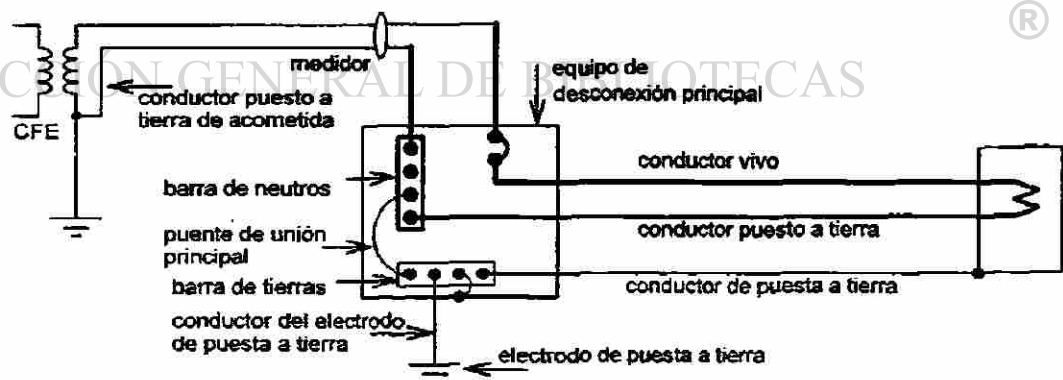 ®
CCIÓN GENERAL DE BIBLIOTECAS
medidor
equipo de
desconexión principal
conductor puesto a
tierra de acometida
CFE
conductor vivo
barra de neutros
conductor puesto a tierra
puente de unión
principal
barra de tierras
conductor de puesta a tierra
conductor del electrodo
de puesta a tierra
electrodo de puesta a tierra